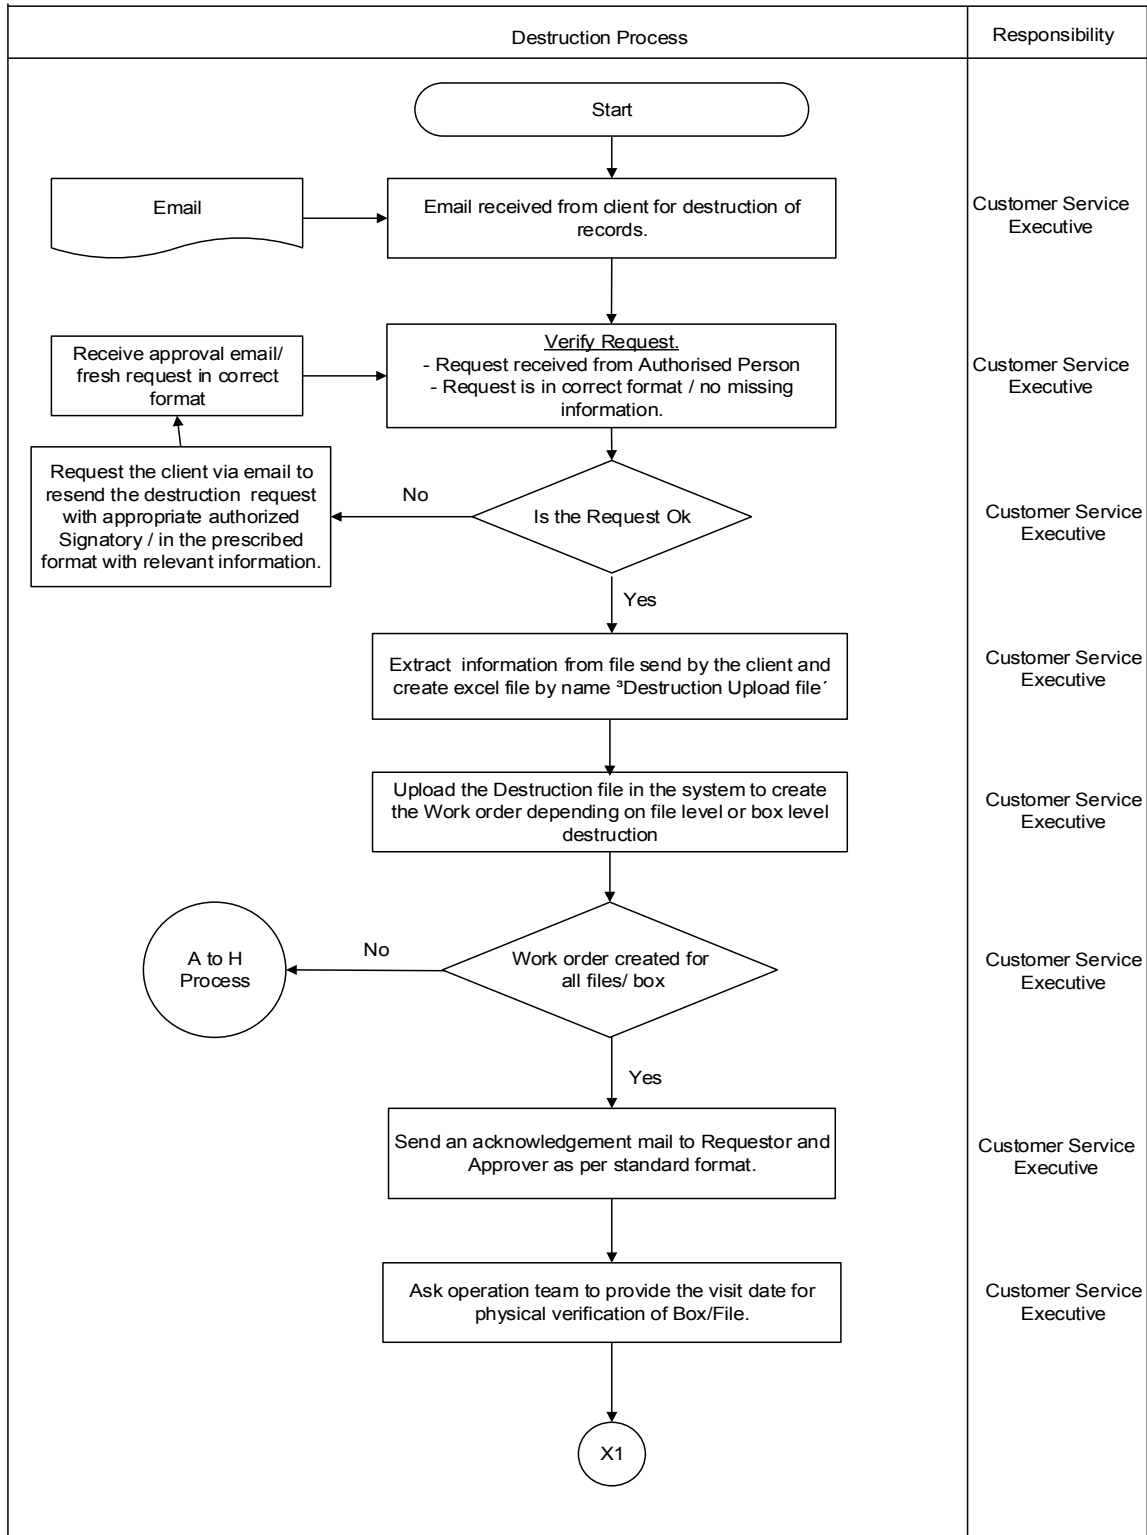 Destruction Process
Responsibility
Start
Email
Email received from client for destruction of
records.
Customer Service
Executive
Receive approval email/
fresh request in correct
format
Verify Request.
- Request received from Authorised Person
- Request is in correct format / no missing
information.
Customer Service
Executive
Request the client via email to
resend the destruction request
with appropriate authorized
Signatory / in the prescribed
format with relevant information.
No
Is the Request Ok
Customer Service
Executive
Yes
Extract information from file send by the client and
create excel file by name ³Destruction Upload file´
Customer Service
Executive
Upload the Destruction file in the system to create
the Work order depending on file level or box level
destruction
Customer Service
Executive
A to H
Process
No
Work order created for
all files/ box
Customer Service
Executive
Yes
Send an acknowledgement mail to Requestor and
Approver as per standard format.
Customer Service
Executive
Ask operation team to provide the visit date for
physical verification of Box/File.
Customer Service
Executive
X1